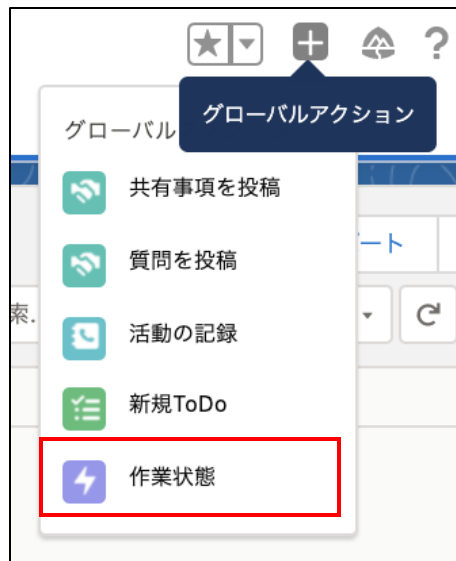 グローバルアクション
グローバル
共有事項を投稿
質問を投稿
活動の記録
新規ToDo
作業状態
ート
索.